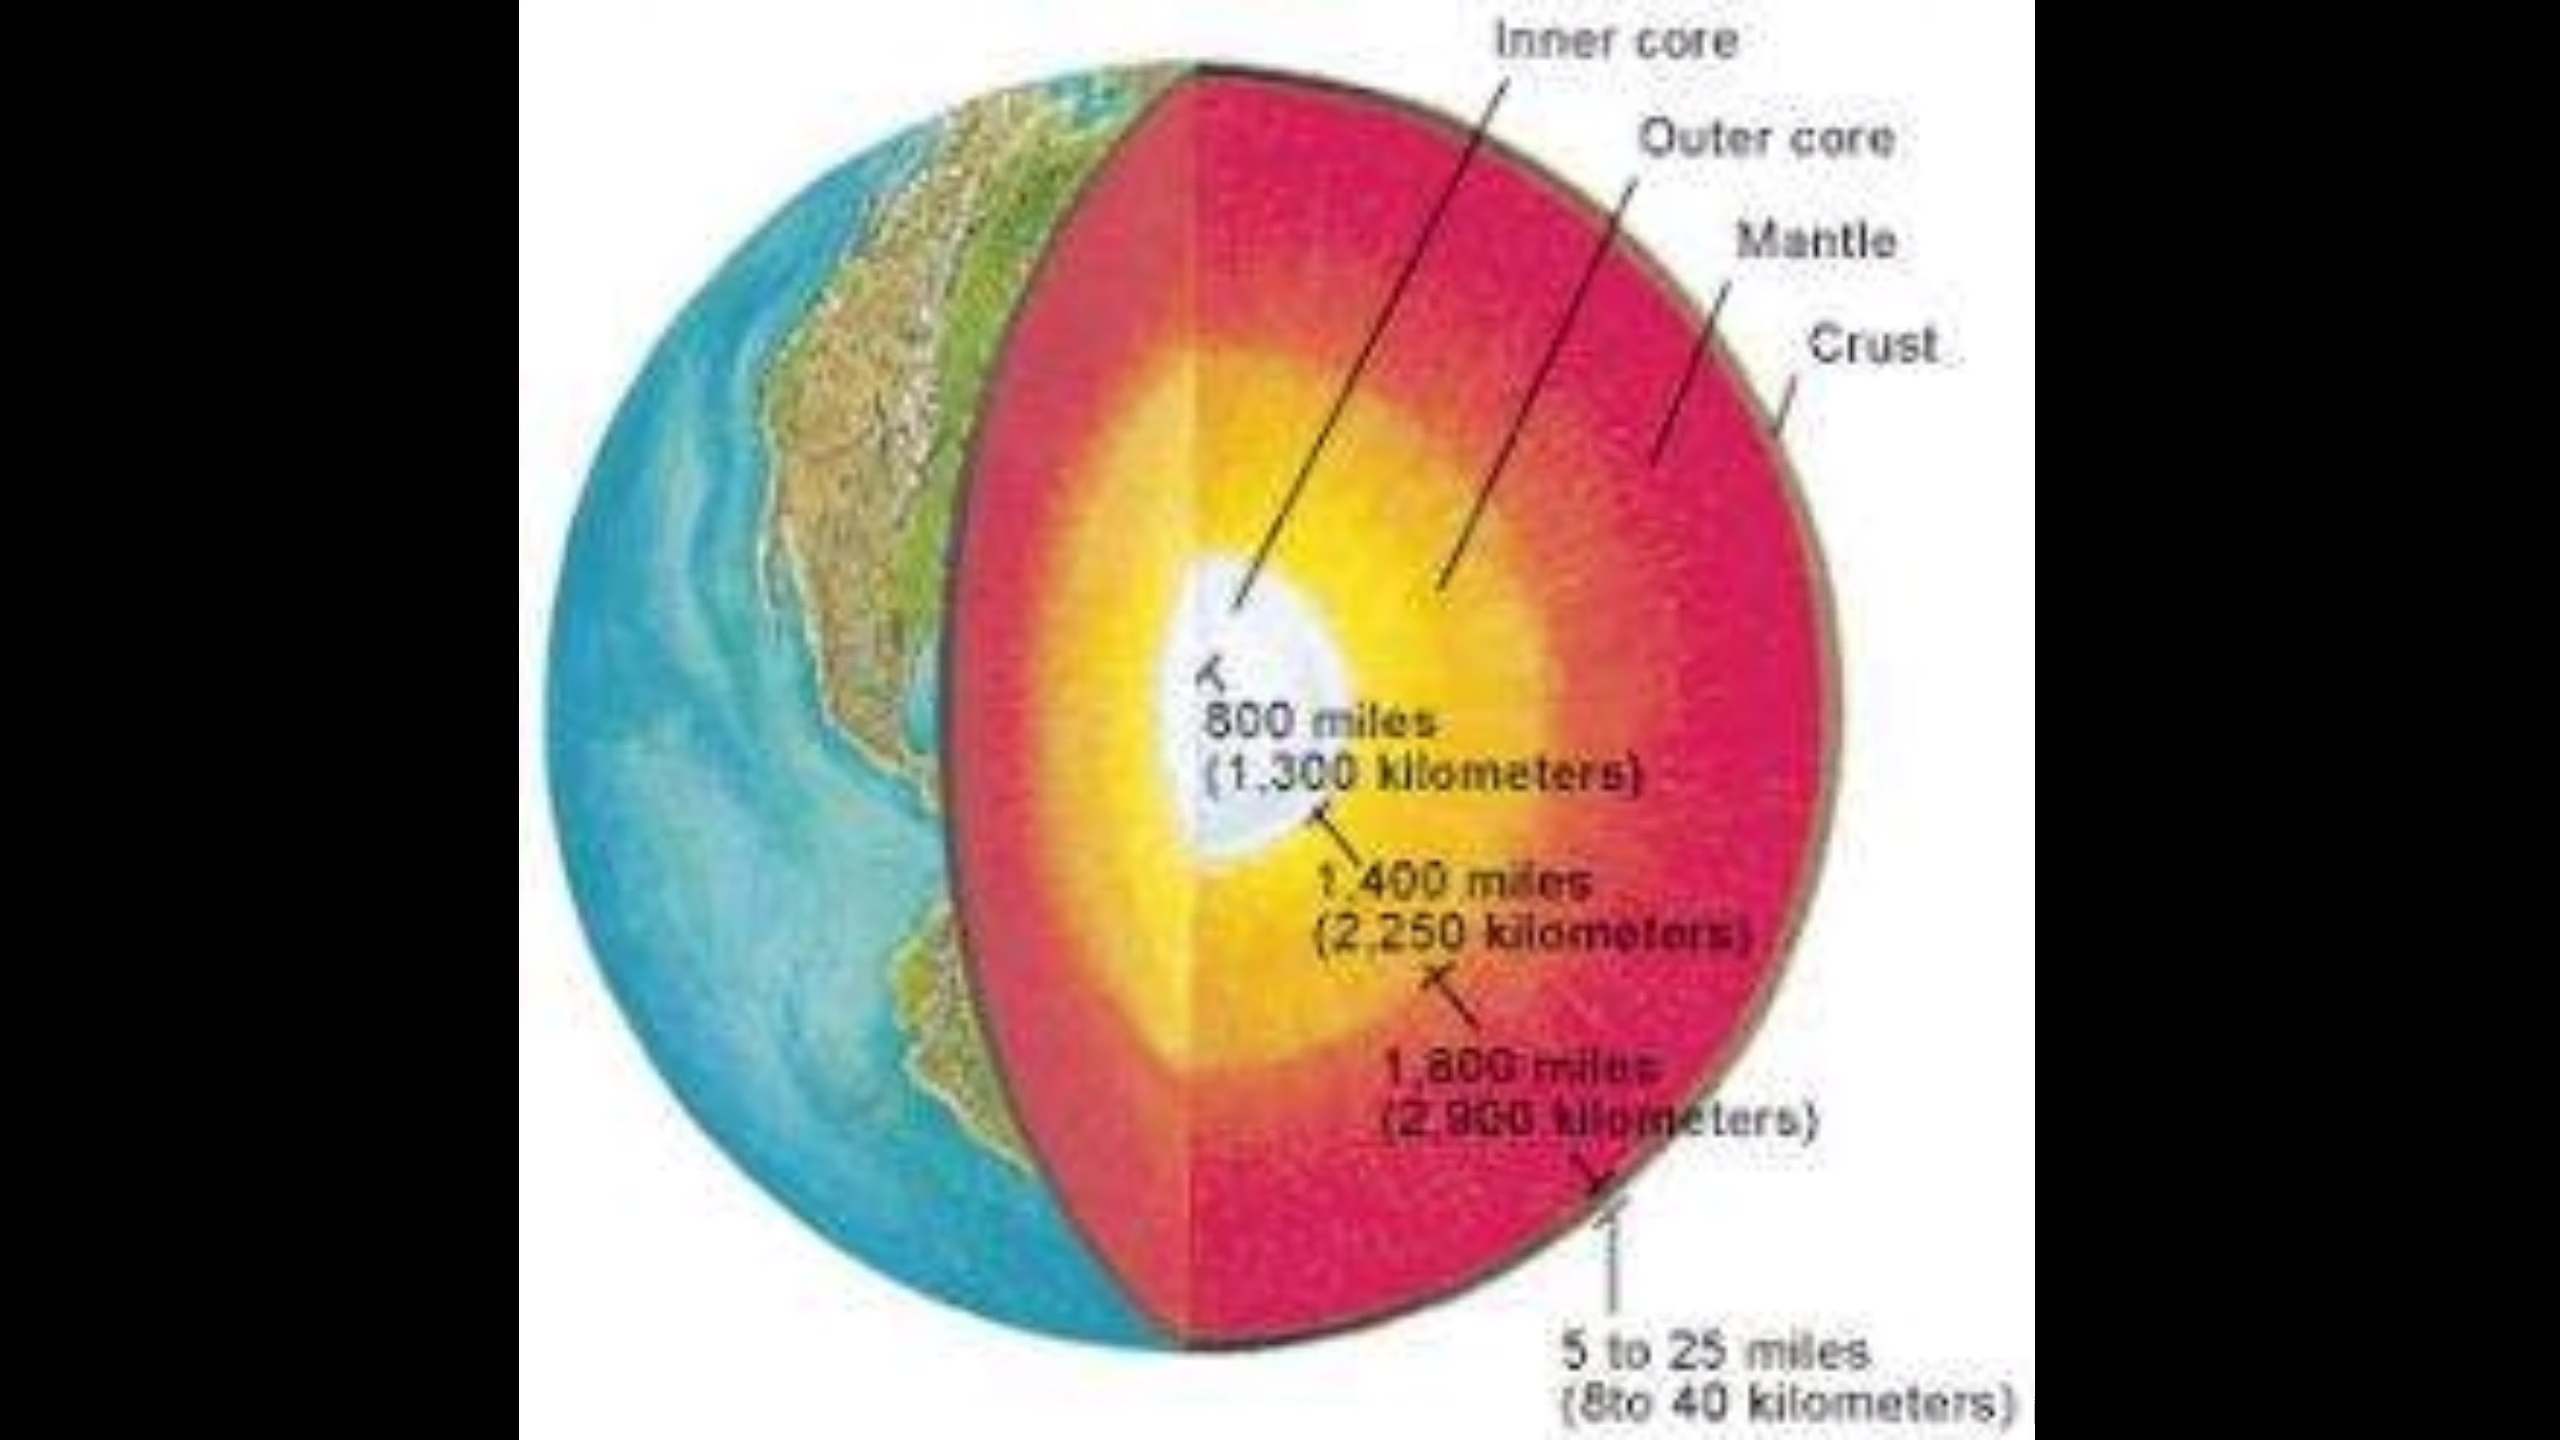 Inner core
Outer core
Mantle
Crust
800 miles
(1,300 kilometers)
1,400 miles
(2,250 kilometers)
1,800 miles
(2,900 kilometers)
5 to 25 miles
(8to 40 kilometers)